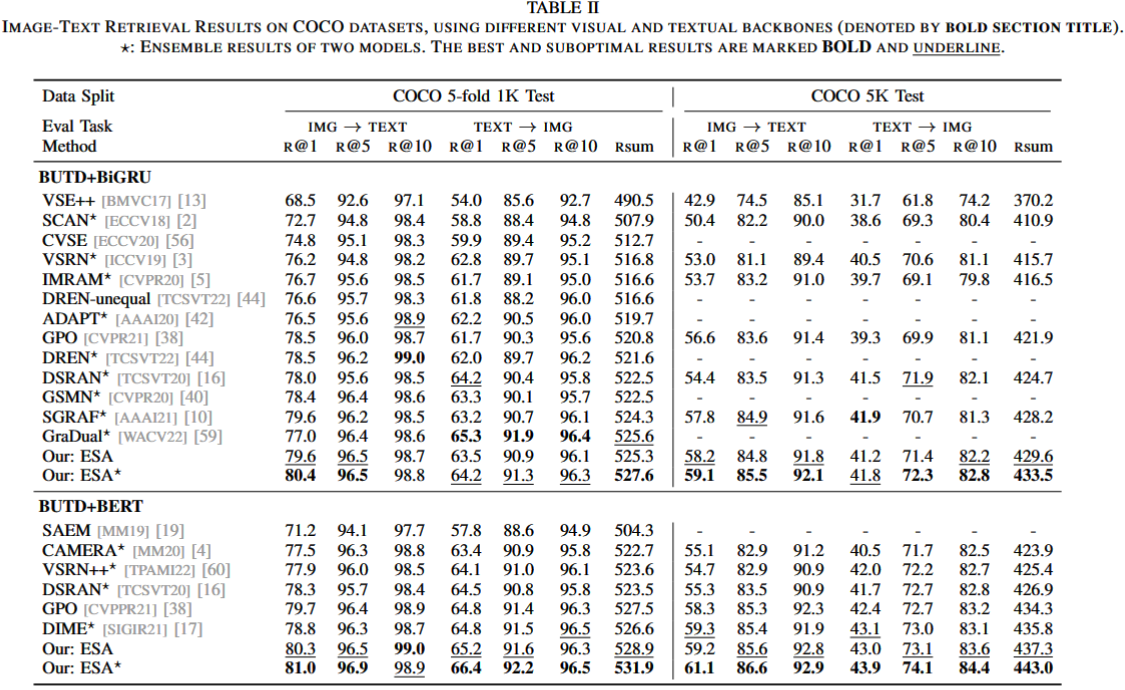 TABLE II
IMAGE-TEXT RETRIEVAL RESULTS ON COCO DATASETS, USING DIFFERENT VISUAL AND TEXTUAL BACKBONES (DENOTED BY BOLD SECTION TITLE).
⋆: ENSEMBLE RESULTS OF TWO MODELS. THE BEST AND SUBOPTIMAL RESULTS ARE MARKED BOLD AND UNDERLINE.
Data Split COCO 5-fold 1K Test COCO 5K Test
Eval Task IMG → TEXT TEXT → IMG IMG → TEXT TEXT → IMG
Method R@1 R@5 R@10 R@1 R@5 R@10 Rsum R@1 R@5 R@10 R@1 R@5 R@10 Rsum
BUTD+BiGRU
VSE++ [BMVC17] [13] 68.5 92.6 97.1 54.0 85.6 92.7 490.5 42.9 74.5 85.1 31.7 61.8 74.2 370.2
SCAN⋆ [ECCV18] [2] 72.7 94.8 98.4 58.8 88.4 94.8 507.9 50.4 82.2 90.0 38.6 69.3 80.4 410.9
CVSE [ECCV20] [56] 74.8 95.1 98.3 59.9 89.4 95.2 512.7 - - - - - - -
VSRN⋆ [ICCV19] [3] 76.2 94.8 98.2 62.8 89.7 95.1 516.8 53.0 81.1 89.4 40.5 70.6 81.1 415.7
IMRAM⋆ [CVPR20] [5] 76.7 95.6 98.5 61.7 89.1 95.0 516.6 53.7 83.2 91.0 39.7 69.1 79.8 416.5
DREN-unequal [TCSVT22] [44] 76.6 95.7 98.3 61.8 88.2 96.0 516.6 - - - - - - -
ADAPT⋆ [AAAI20] [42] 76.5 95.6 98.9 62.2 90.5 96.0 519.7 - - - - - - -
GPO [CVPR21] [38] 78.5 96.0 98.7 61.7 90.3 95.6 520.8 56.6 83.6 91.4 39.3 69.9 81.1 421.9
DREN⋆ [TCSVT22] [44] 78.5 96.2 99.0 62.0 89.7 96.2 521.6 - - - - - - -
DSRAN⋆ [TCSVT20] [16] 78.0 95.6 98.5 64.2 90.4 95.8 522.5 54.4 83.5 91.3 41.5 71.9 82.1 424.7
GSMN⋆ [CVPR20] [40] 78.4 96.4 98.6 63.3 90.1 95.7 522.5 - - - - - - -
SGRAF⋆ [AAAI21] [10] 79.6 96.2 98.5 63.2 90.7 96.1 524.3 57.8 84.9 91.6 41.9 70.7 81.3 428.2
GraDual⋆ [WACV22] [59] 77.0 96.4 98.6 65.3 91.9 96.4 525.6 - - - - - - -
Our: ESA 79.6 96.5 98.7 63.5 90.9 96.1 525.3 58.2 84.8 91.8 41.2 71.4 82.2 429.6
Our: ESA⋆ 80.4 96.5 98.8 64.2 91.3 96.3 527.6 59.1 85.5 92.1 41.8 72.3 82.8 433.5
BUTD+BERT
SAEM [MM19] [19] 71.2 94.1 97.7 57.8 88.6 94.9 504.3 - - - - - - -
CAMERA⋆ [MM20] [4] 77.5 96.3 98.8 63.4 90.9 95.8 522.7 55.1 82.9 91.2 40.5 71.7 82.5 423.9
VSRN++⋆ [TPAMI22] [60] 77.9 96.0 98.5 64.1 91.0 96.1 523.6 54.7 82.9 90.9 42.0 72.2 82.7 425.4
DSRAN⋆ [TCSVT20] [16] 78.3 95.7 98.4 64.5 90.8 95.8 523.5 55.3 83.5 90.9 41.7 72.7 82.8 426.9
GPO [CVPPR21] [38] 79.7 96.4 98.9 64.8 91.4 96.3 527.5 58.3 85.3 92.3 42.4 72.7 83.2 434.3
DIME⋆ [SIGIR21] [17] 78.8 96.3 98.7 64.8 91.5 96.5 526.6 59.3 85.4 91.9 43.1 73.0 83.1 435.8
Our: ESA 80.3 96.5 99.0 65.2 91.6 96.3 528.9 59.2 85.6 92.8 43.0 73.1 83.6 437.3
Our: ESA⋆ 81.0 96.9 98.9 66.4 92.2 96.5 531.9 61.1 86.6 92.9 43.9 74.1 84.4 443.0